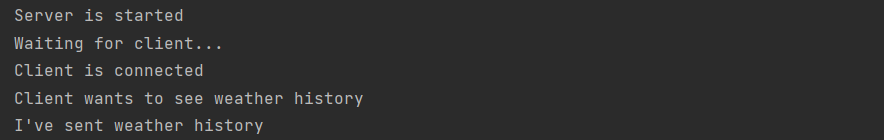 Server is started
Waiting for client...
Client is connected
Client wants to see weather history
I've sent weather history